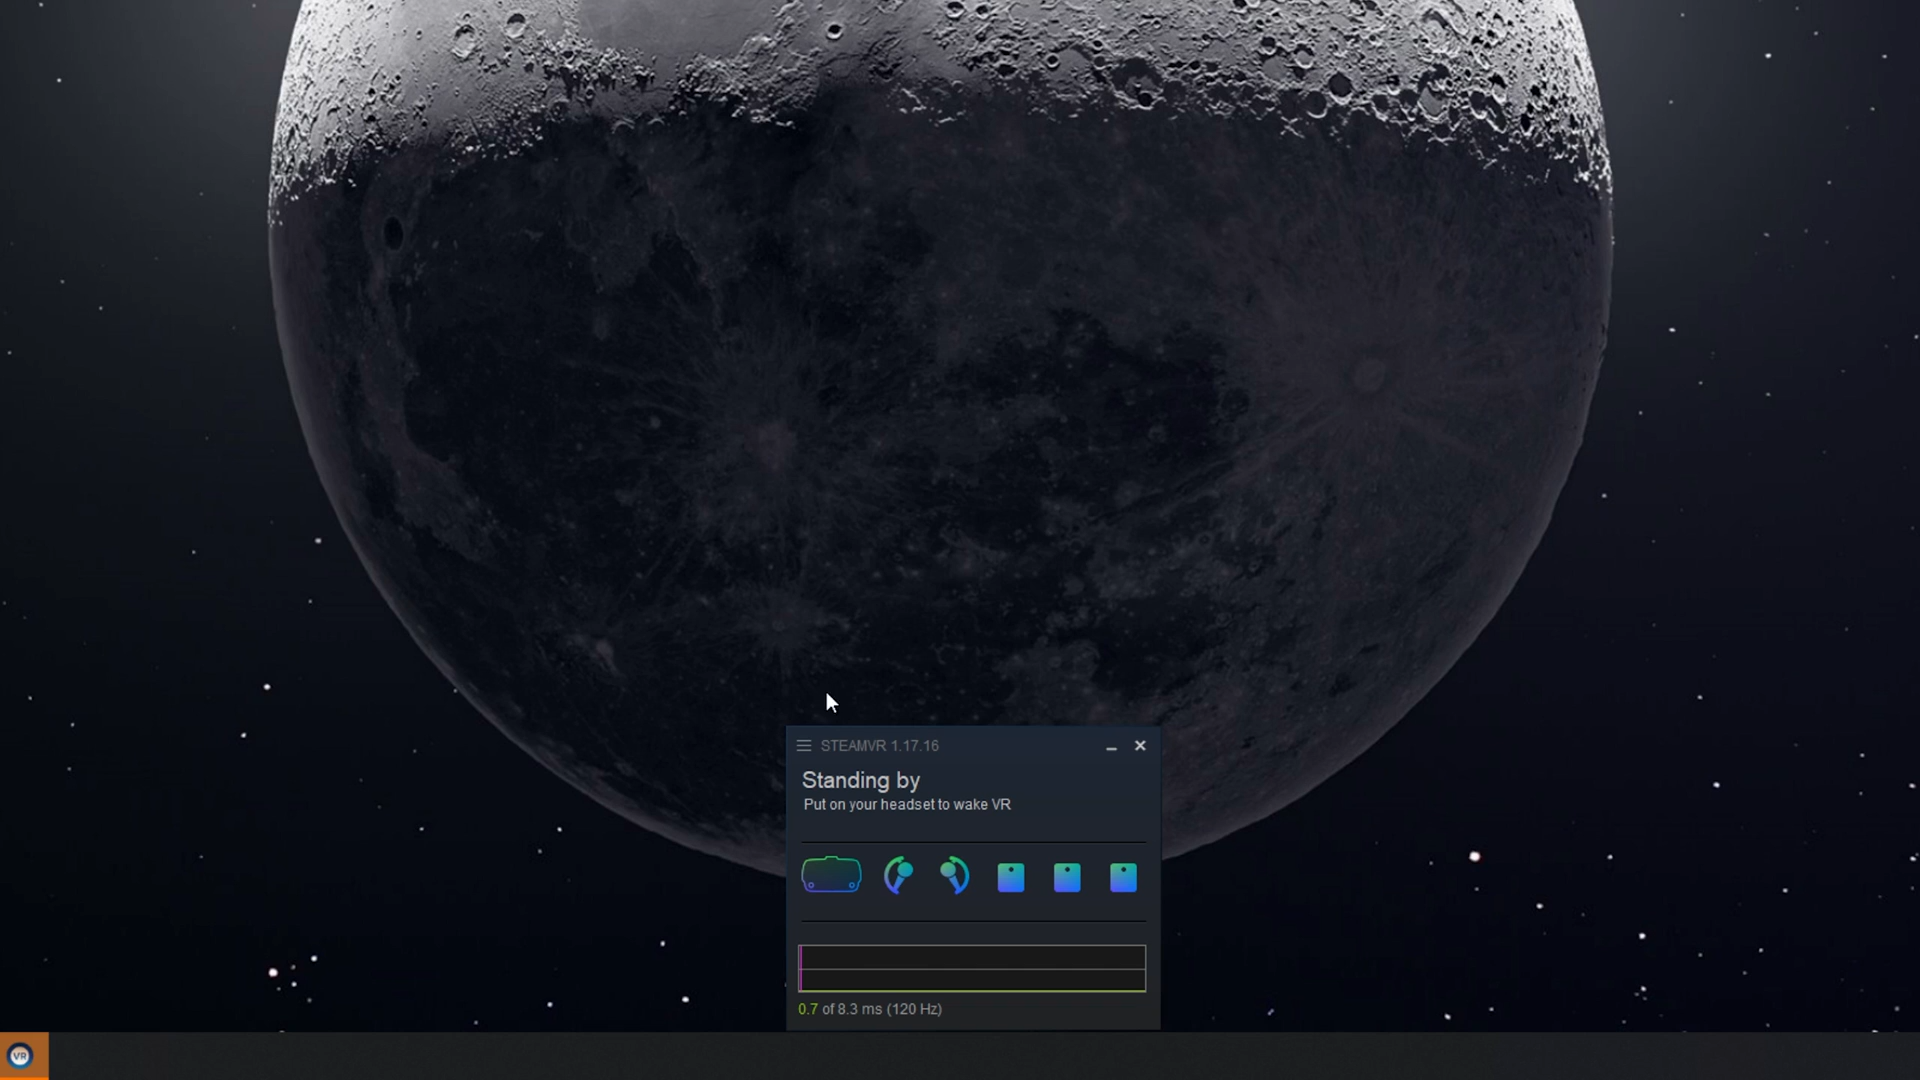 STEAMVR 1.17.16
Standing by
Put on your headset to wake VR
0.7 of 8.3 ms (120 Hz)
VR